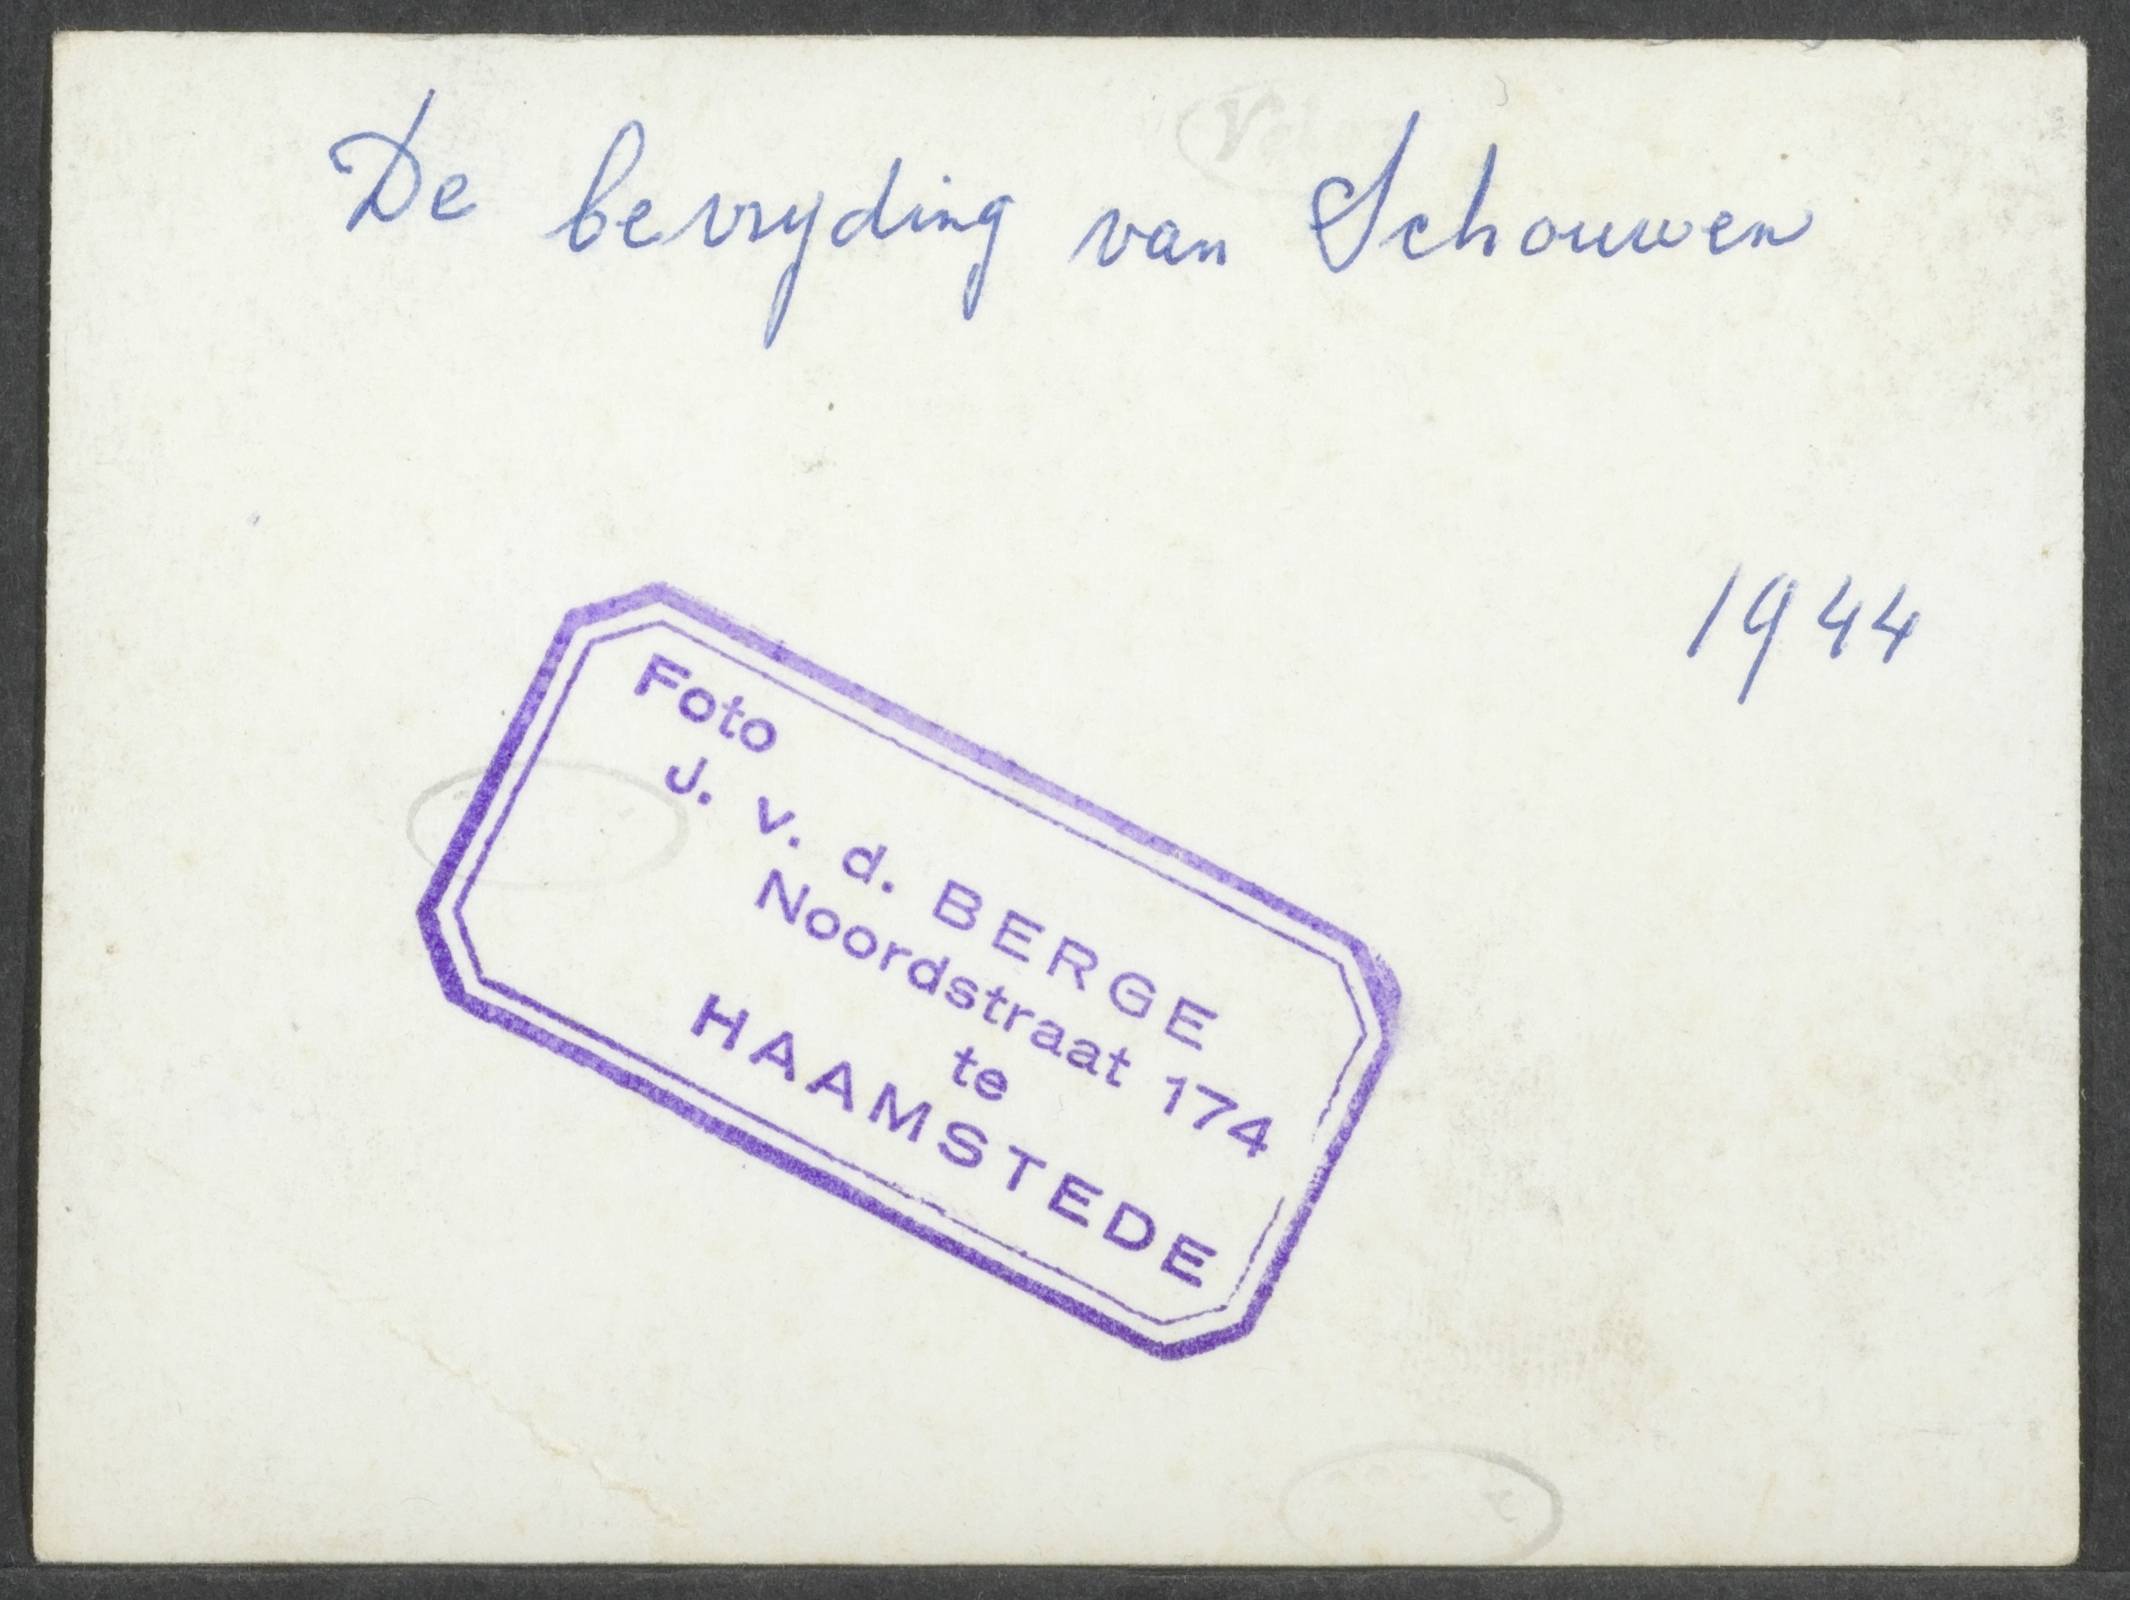 De bevryding van Schouwen
1944
Foto
J. v. d. BERGE
Noordstraat 174
te
HAAMSTEDE